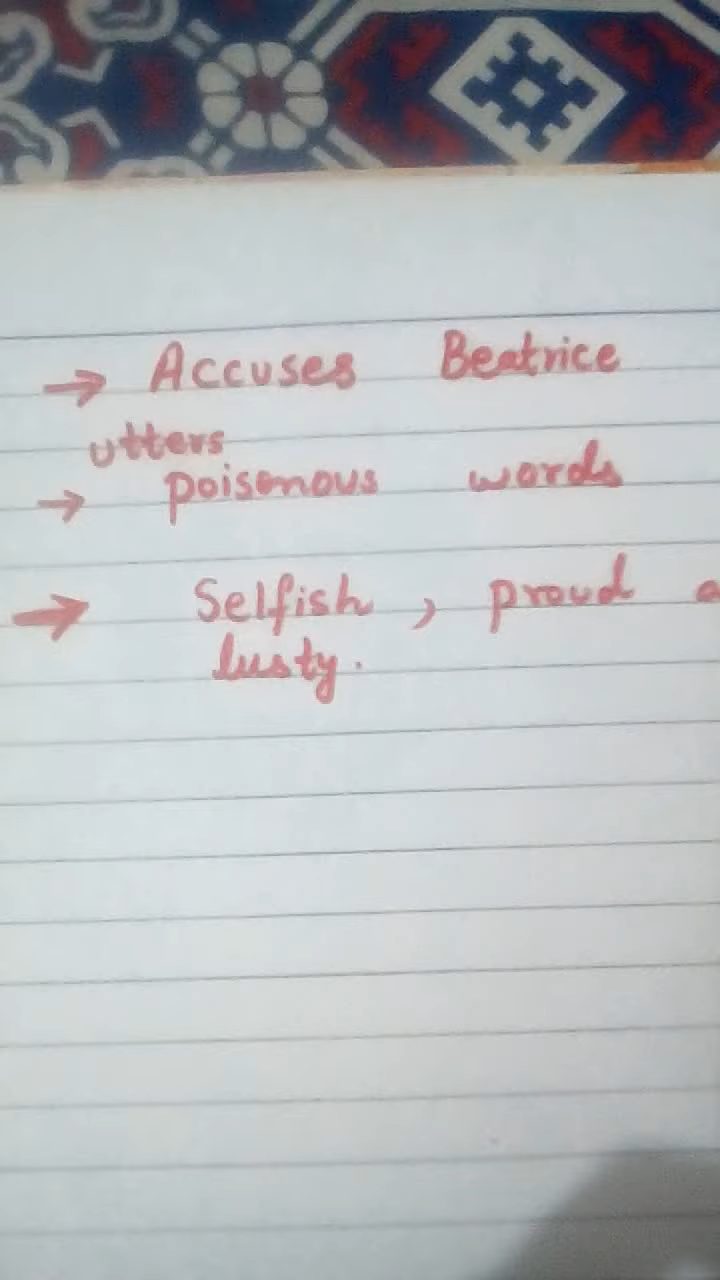 → Accuses Beatrice
utters
→ poisonous words
→ Selfish, proud a
lusty.